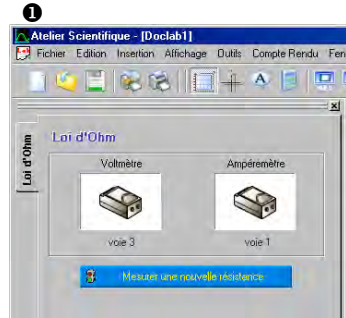 ❶
Atelier Scientifique - [Doclab1]
Fichier Edition Insertion Affichage Outils Compte Rendu Fen
Loi d'Ohm
Loi d'Ohm
Voltmètre Ampéremètre
voie 3 voie 1
Mesurer une nouvelle résistance